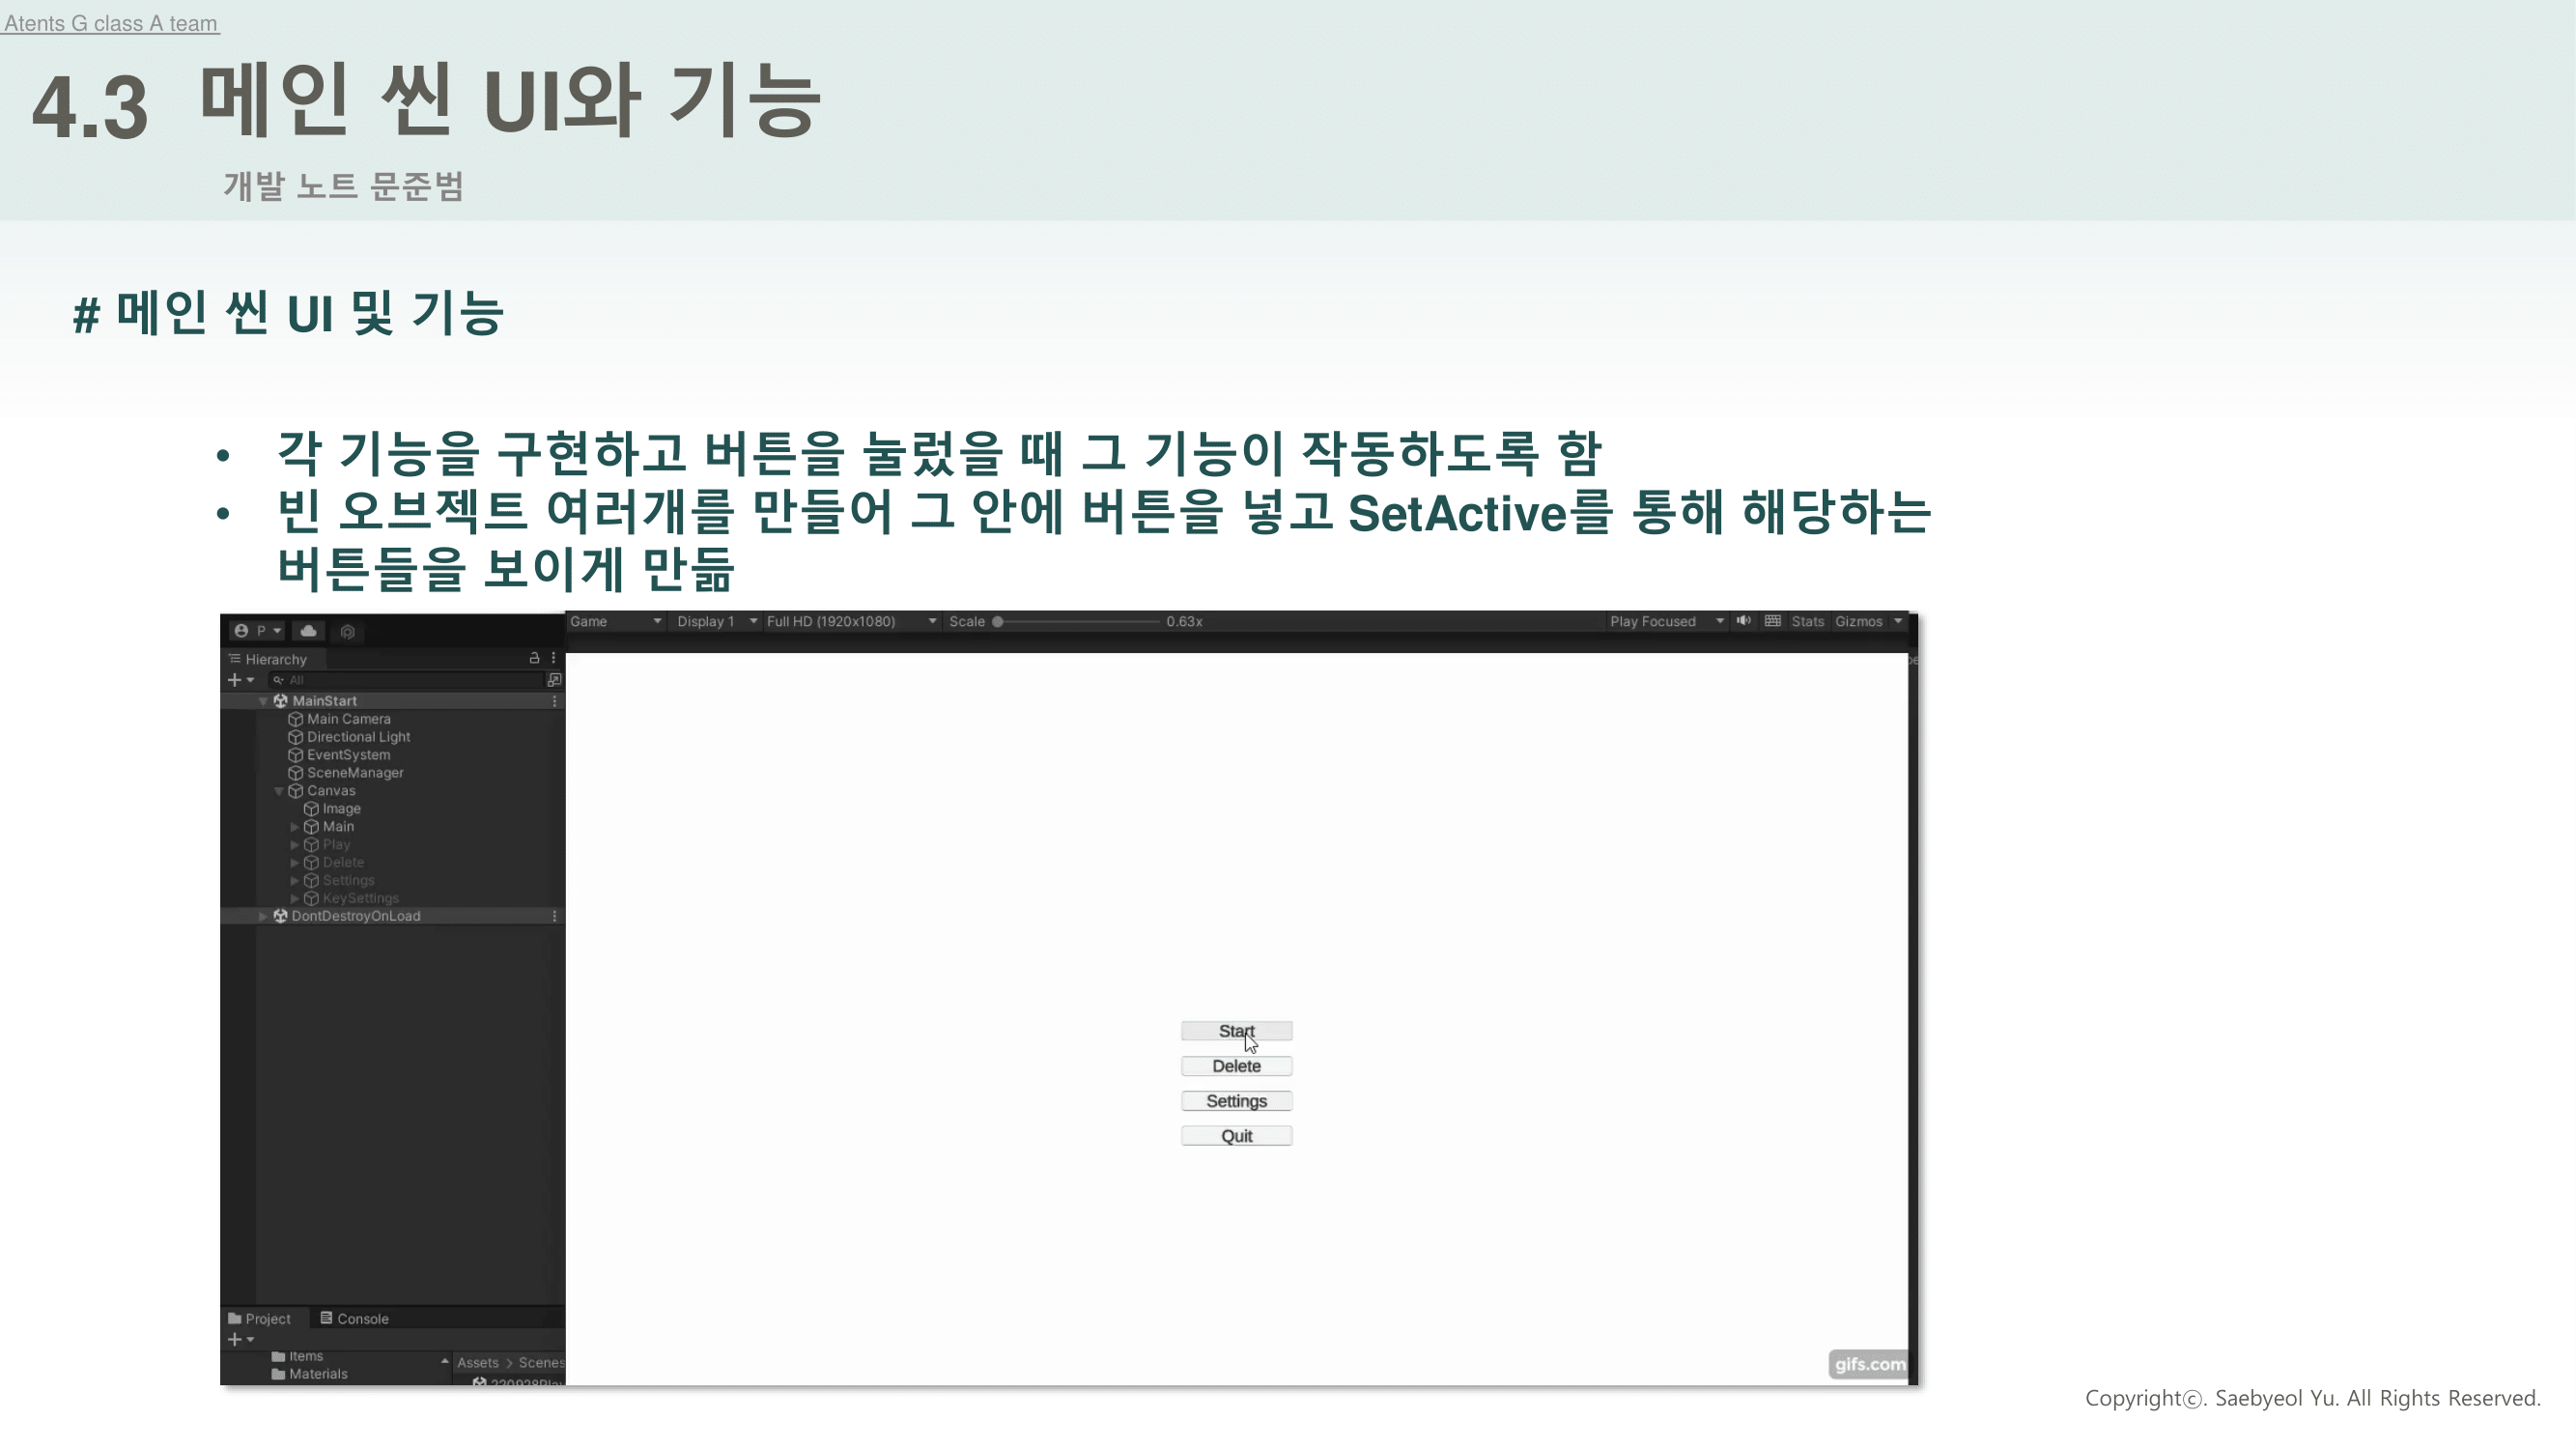 Atents G class A team
4.3 메인 씬 UI와 기능
개발 노트 문준범
# 메인 씬 UI 및 기능
• 각 기능을 구현하고 버튼을 눌렀을 때 그 기능이 작동하도록 함
• 빈 오브젝트 여러개를 만들어 그 안에 버튼을 넣고 SetActive를 통해 해당하는
버튼들을 보이게 만듦
P
Game Display 1 Full HD (1920x1080) Scale 0.63x Play Focused Stats Gizmos
Hierarchy
All
MainStart
Main Camera
Directional Light
EventSystem
SceneManager
Canvas
Image
Main
Play
Delete
Settings
KeySettings
DontDestroyOnLoad
Start
Delete
Settings
Quit
Project Console
Items
Materials
Assets > Scenes
gifs.com
Copyrightⓒ. Saebyeol Yu. All Rights Reserved.